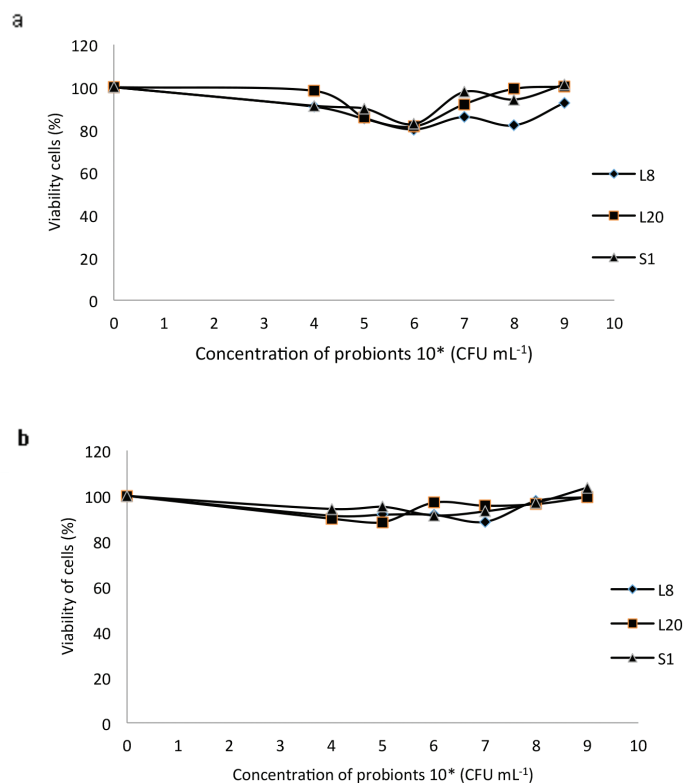 a
120
100
80
60
40
20
0
Viability cells (%)
0 1 2 3 4 5 6 7 8 9 10
Concentration of probionts 10* (CFU mL-1)
L8
L20
S1
b
120
100
80
60
40
20
0
Viability of cells (%)
0 1 2 3 4 5 6 7 8 9 10
Concentration of probionts 10* (CFU mL-1)
L8
L20
S1